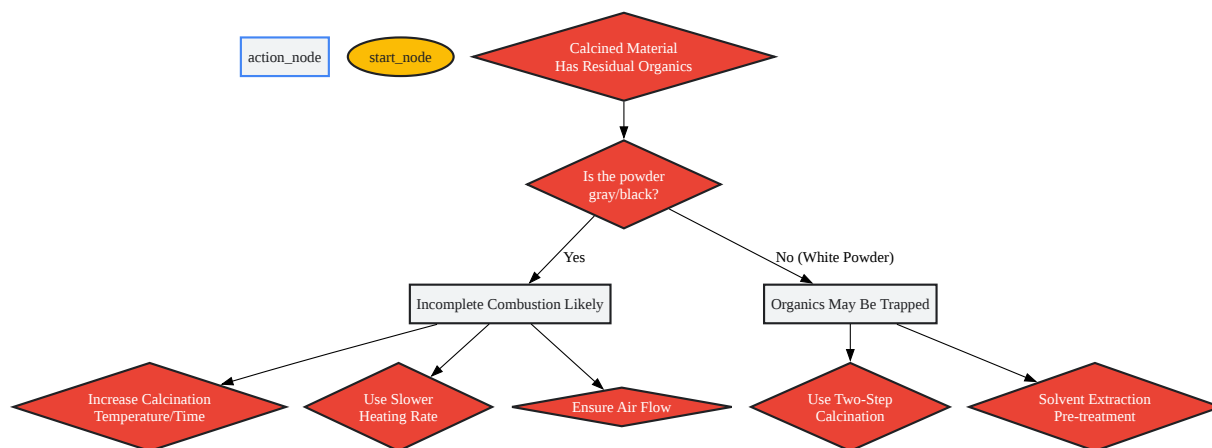 action_node
start_node
Calcined Material
Has Residual Organics
Is the powder
gray/black?
Yes
No (White Powder)
Incomplete Combustion Likely
Organics May Be Trapped
Increase Calcination
Temperature/Time
Use Slower
Heating Rate
Ensure Air Flow
Use Two-Step
Calcination
Solvent Extraction
Pre-treatment